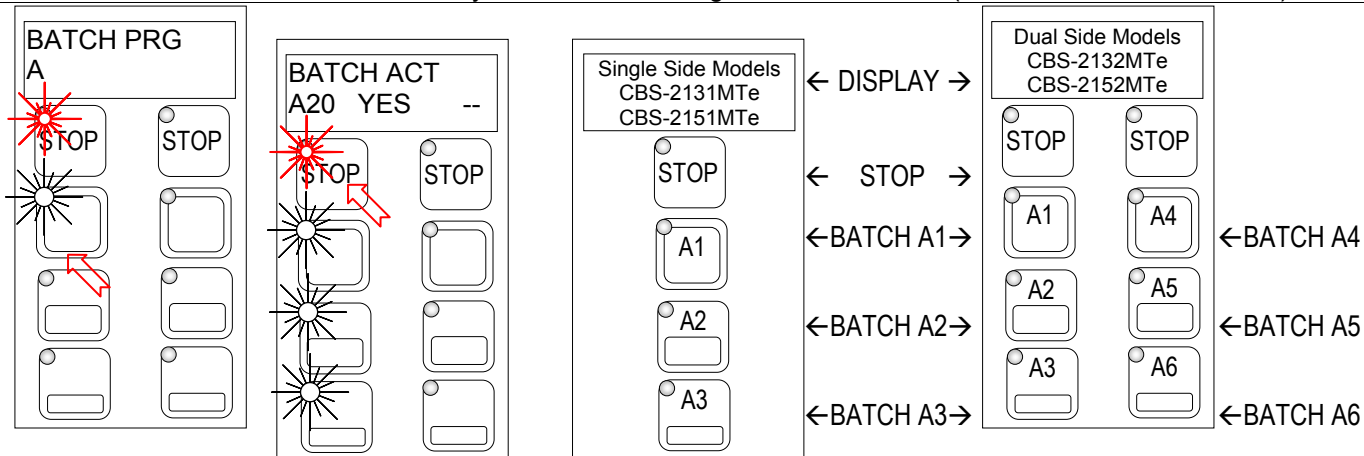 BATCH PRG
A
STOP STOP
BATCH ACT
A20 YES --
STOP STOP
Single Side Models
CBS-2131MTe
CBS-2151MTe
STOP
A1
A2
A3
← DISPLAY →
← STOP →
←BATCH A1→
←BATCH A2→
←BATCH A3→
Dual Side Models
CBS-2132MTe
CBS-2152MTe
STOP STOP
A1 A4
A2 A5
A3 A6
←BATCH A4
←BATCH A5
←BATCH A6